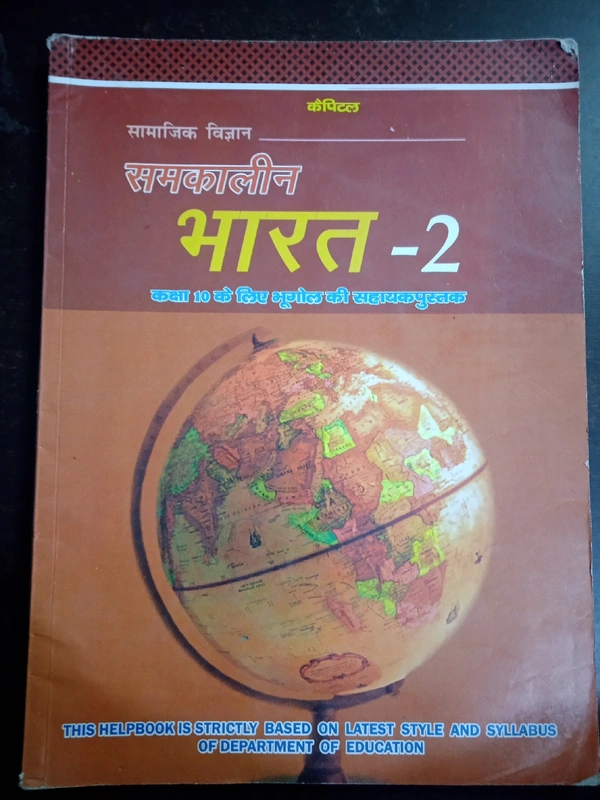 कैपिटल
सामाजिक विज्ञान
समकालीन
भारत -2
कक्षा 10 के लिए भूगोल की सहायकपुस्तक
THIS HELPBOOK IS STRICTLY BASED ON LATEST STYLE AND SYLLABUS
OF DEPARTMENT OF EDUCATION